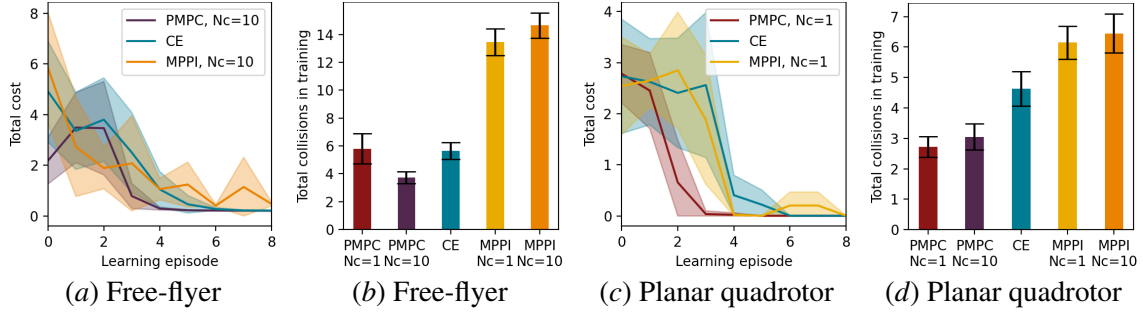 PMPC, Nc=10
CE
MPPI, Nc=10
Total cost
8
6
4
2
0
0 2 4 6 8
Learning episode
(a) Free-flyer
Total collisions in training
14
12
10
8
6
4
2
0
PMPC PMPC CE MPPI MPPI
Nc=1 Nc=10 Nc=1 Nc=10
(b) Free-flyer
PMPC, Nc=1
CE
MPPI, Nc=1
Total cost
4
2
0
0 2 4 6 8
Learning episode
(c) Planar quadrotor
Total collisions in training
7
6
5
4
3
2
1
0
PMPC PMPC CE MPPI MPPI
Nc=1 Nc=10 Nc=1 Nc=10
(d) Planar quadrotor